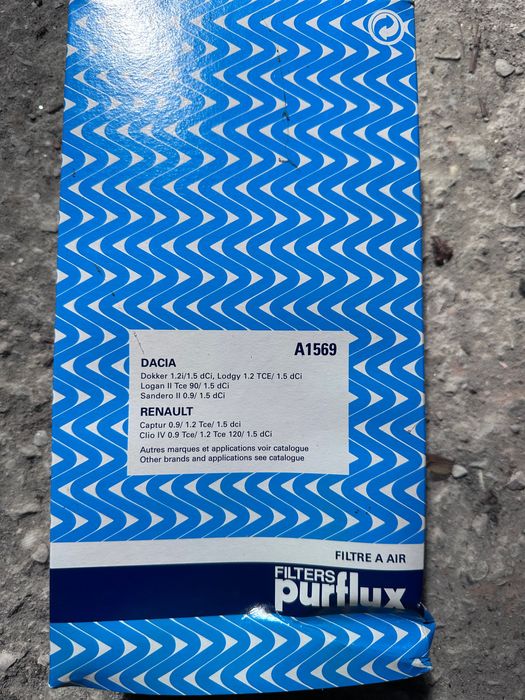 A1569
DACIA
Dokker 1.2i/1.5 dCi, Lodgy 1.2 TCE/ 1.5 dCi
Logan II Tce 90/ 1.5 dCi
Sandero II 0.9/ 1.5 dCi
RENAULT
Captur 0.9/ 1.2 Tce/ 1.5 dci
Clio IV 0.9 Tce/ 1.2 Tce 120/ 1.5 dCi
Autres marques et applications voir catalogue
Other brands and applications see catalogue
FILTRE A AIR
FILTERS
purflux